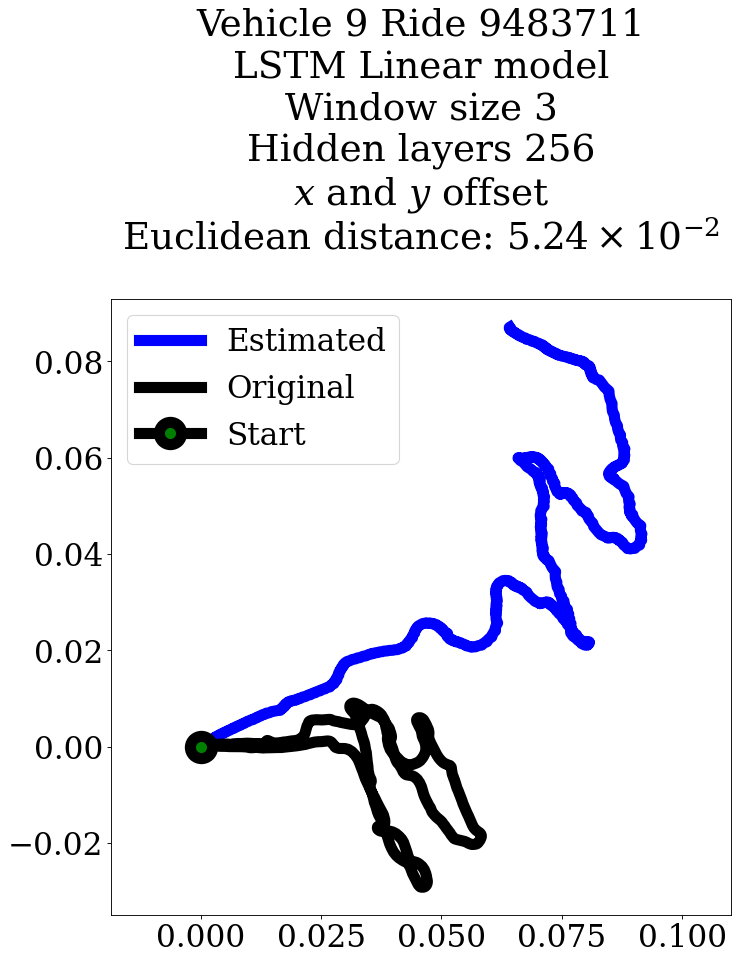 Vehicle 9 Ride 9483711
LSTM Linear model
Window size 3
Hidden layers 256
x and y offset
Euclidean distance: 5.24 × 10⁻²
Estimated
Original
Start
0.08
0.06
0.04
0.02
0.00
−0.02
0.000 0.025 0.050 0.075 0.100